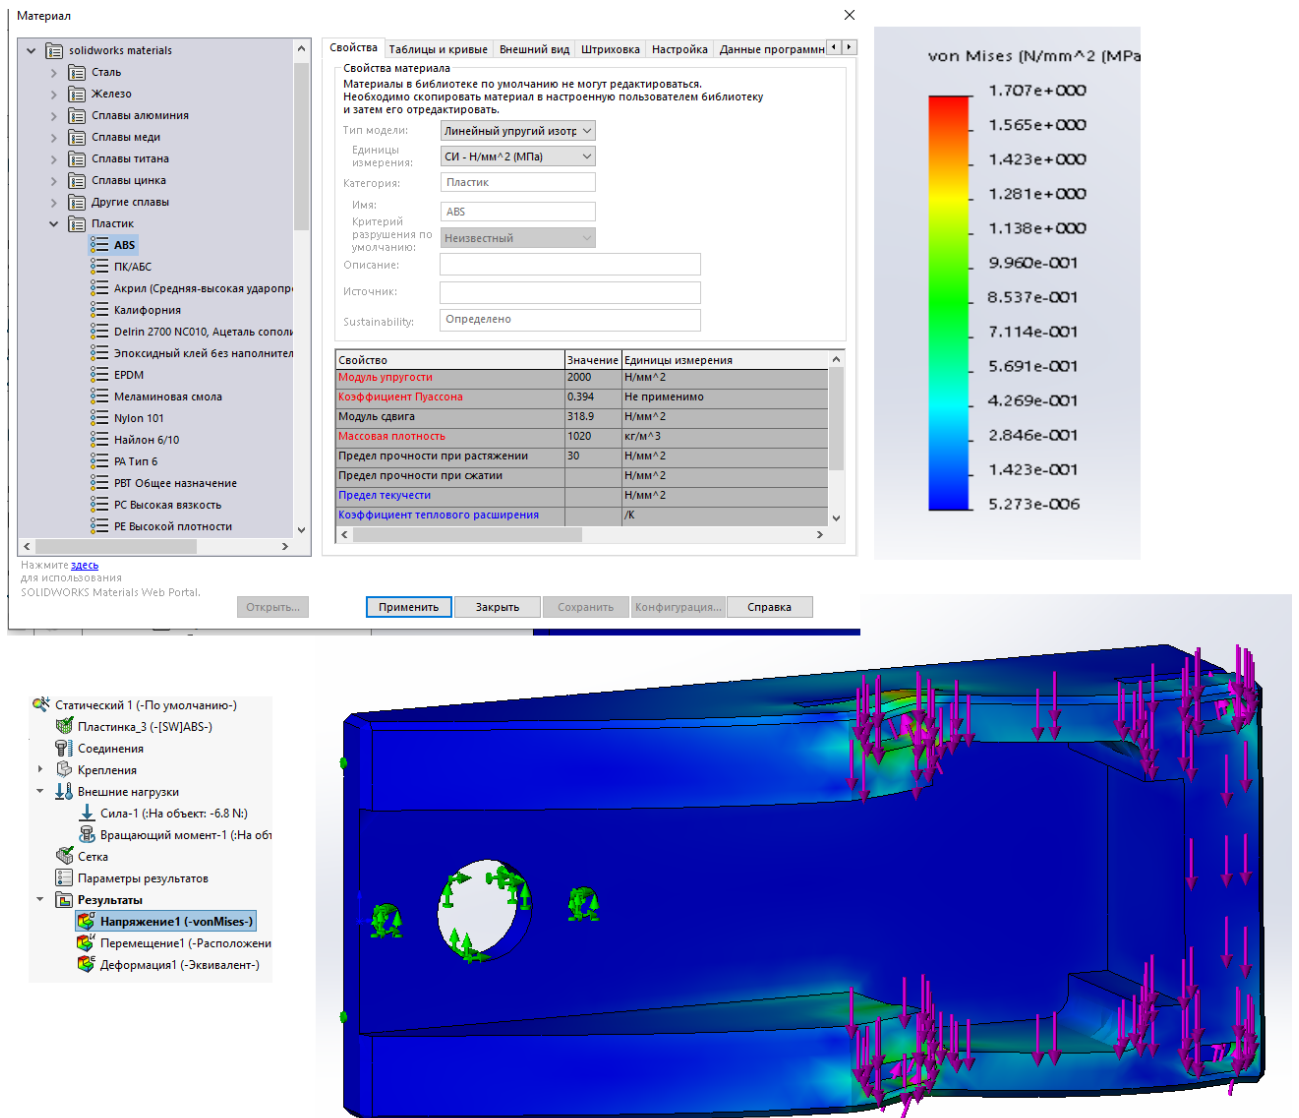 Материал
solidworks materials
Сталь
Железо
Сплавы алюминия
Сплавы меди
Сплавы титана
Сплавы цинка
Другие сплавы
Пластик
ABS
ПК/АБС
Акрил (Средняя-высокая ударопро
Калифорния
Delrin 2700 NC010, Ацеталь сополи
Эпоксидный клей без наполнител
EPDM
Меламиновая смола
Nylon 101
Найлон 6/10
PA Тип 6
PBT Общее назначение
PC Высокая вязкость
PE Высокой плотности
Нажмите здесь
для использования
SOLIDWORKS Materials Web Portal.
Свойства Таблицы и кривые Внешний вид Штриховка Настройка Данные программн
Свойства материала
Материалы в библиотеке по умолчанию не могут редактироваться.
Необходимо скопировать материал в настроенную пользователем библиотеку
и затем его отредактировать.
Тип модели: Линейный упругий изотр
Единицы измерения: СИ - Н/мм^2 (МПа)
Категория: Пластик
Имя: ABS
Критерий разрушения по умолчанию: Неизвестный
Описание:
Источник:
Sustainability: Определено
Свойство Значение Единицы измерения
Модуль упругости 2000 Н/мм^2
Коэффициент Пуассона 0.394 Не применимо
Модуль сдвига 318.9 Н/мм^2
Массовая плотность 1020 кг/м^3
Предел прочности при растяжении 30 Н/мм^2
Предел прочности при сжатии Н/мм^2
Предел текучести Н/мм^2
Коэффициент теплового расширения /K
Открыть... Применить Закрыть Сохранить Конфигурация... Справка
von Mises (N/mm^2 (MPa
1.707e+000
1.565e+000
1.423e+000
1.281e+000
1.138e+000
9.960e-001
8.537e-001
7.114e-001
5.691e-001
4.269e-001
2.846e-001
1.423e-001
5.273e-006
Статический 1 (-По умолчанию-)
Пластинка_3 (-[SW]ABS-)
Соединения
Крепления
Внешние нагрузки
Сила-1 (:На объект: -6.8 N:)
Вращающий момент-1 (:На объ
Сетка
Параметры результатов
Результаты
Напряжение1 (-vonMises-)
Перемещение1 (-Расположени
Деформация1 (-Эквивалент-)